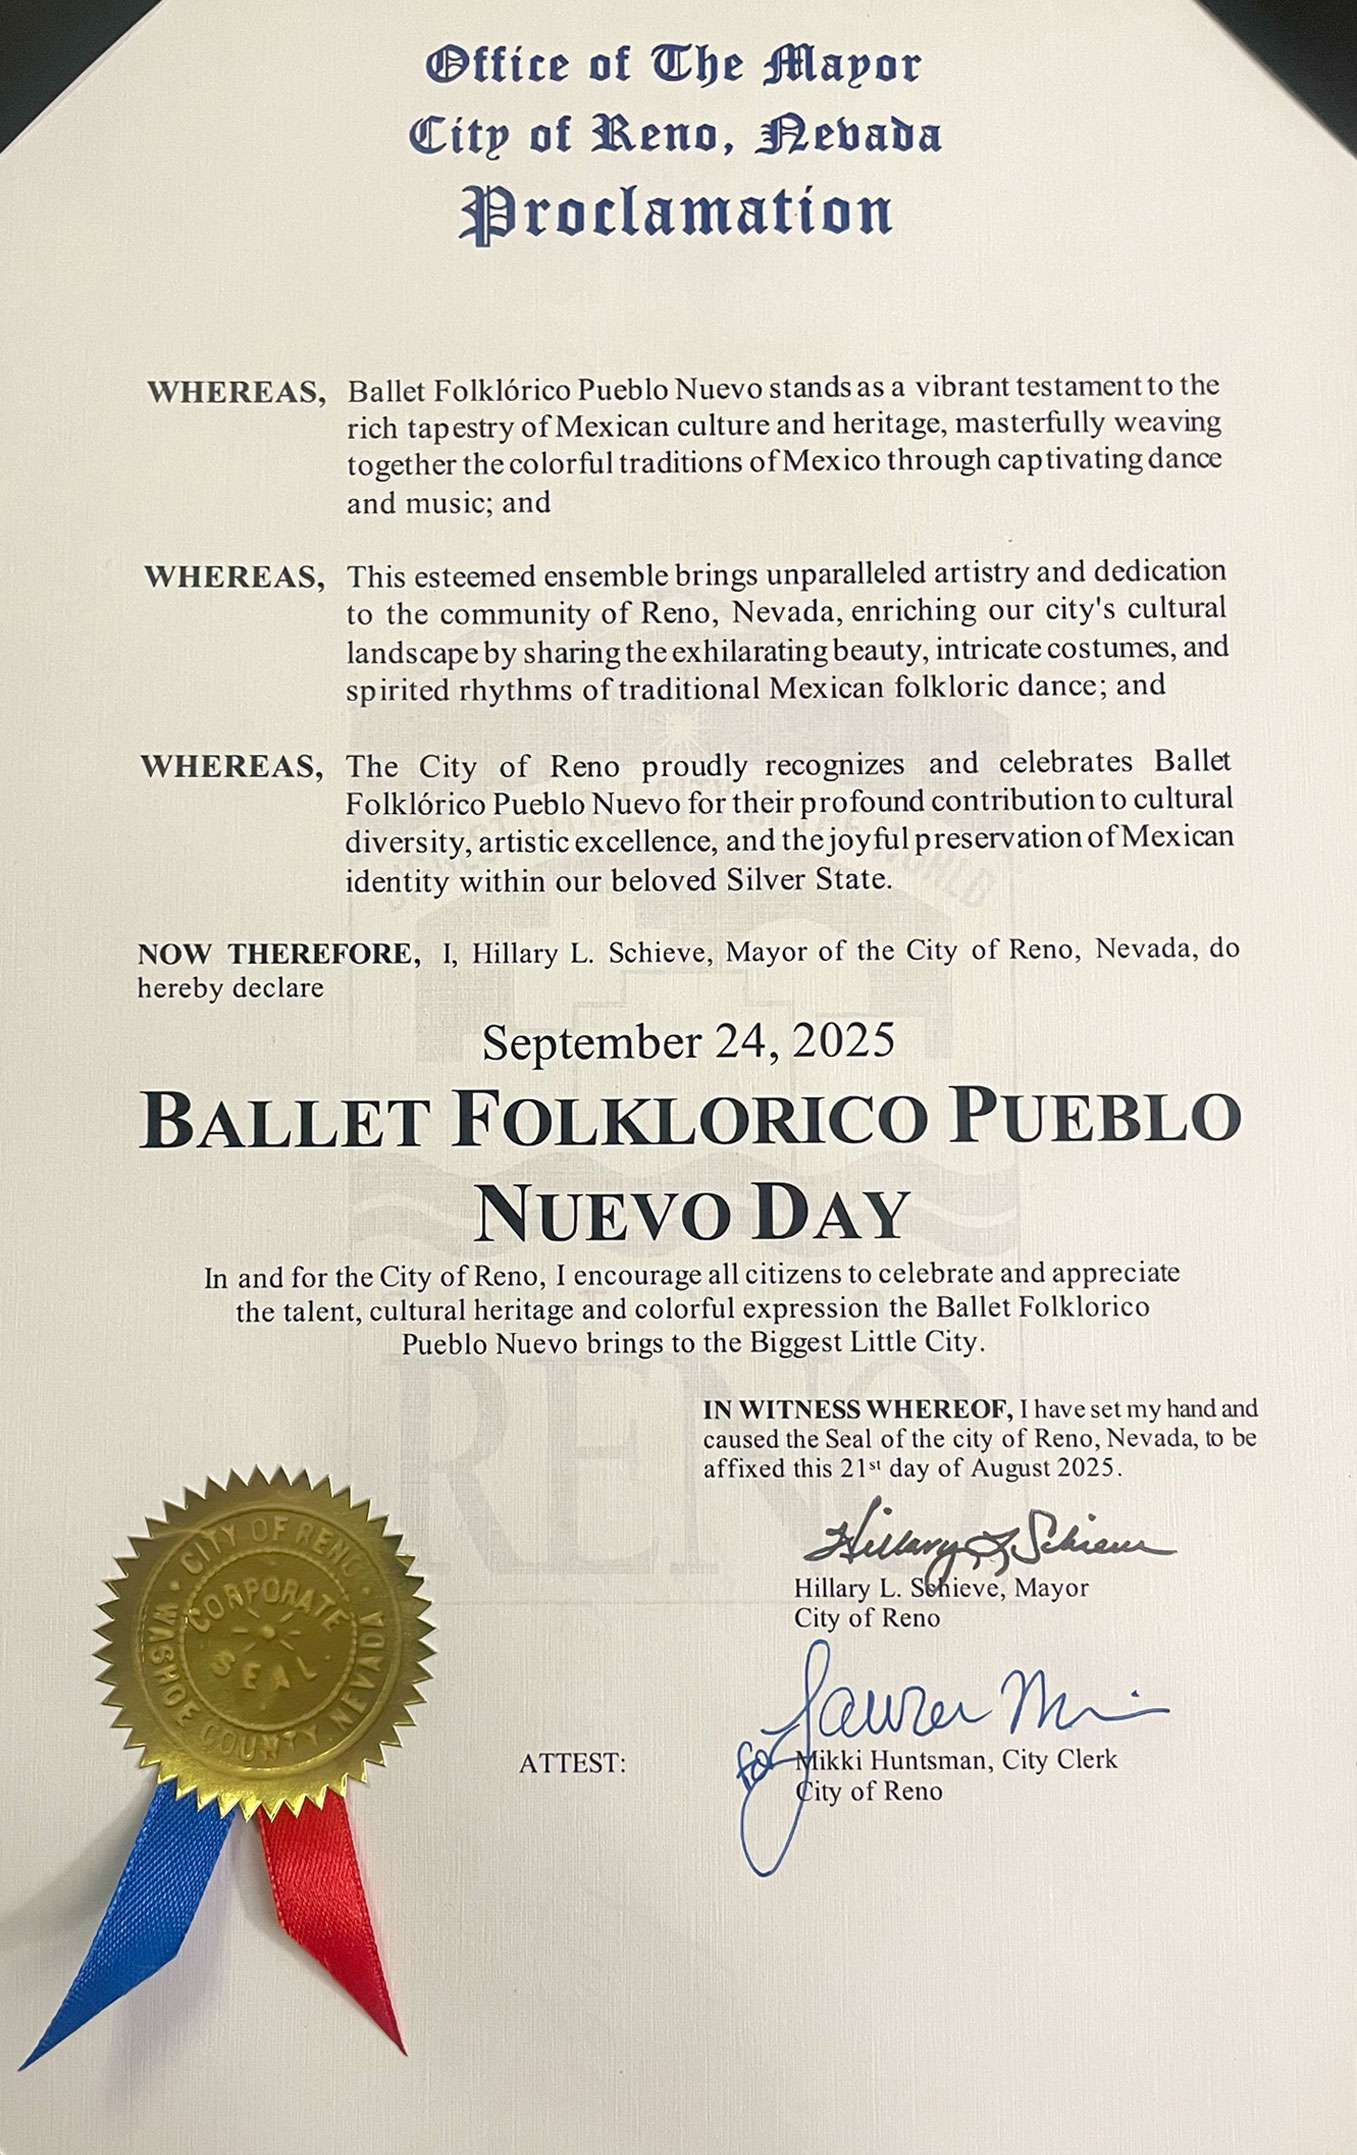 Office of The Mayor
City of Reno, Nevada
Proclamation
WHEREAS, Ballet Folklórico Pueblo Nuevo stands as a vibrant testament to the
rich tapestry of Mexican culture and heritage, masterfully weaving
together the colorful traditions of Mexico through captivating dance
and music; and
WHEREAS, This esteemed ensemble brings unparalleled artistry and dedication
to the community of Reno, Nevada, enriching our city's cultural
landscape by sharing the exhilarating beauty, intricate costumes, and
spirited rhythms of traditional Mexican folkloric dance; and
WHEREAS, The City of Reno proudly recognizes and celebrates Ballet
Folklórico Pueblo Nuevo for their profound contribution to cultural
diversity, artistic excellence, and the joyful preservation of Mexican
identity within our beloved Silver State.
NOW THEREFORE, I, Hillary L. Schieve, Mayor of the City of Reno, Nevada, do
hereby declare
September 24, 2025
BALLET FOLKLORICO PUEBLO
NUEVO DAY
In and for the City of Reno, I encourage all citizens to celebrate and appreciate
the talent, cultural heritage and colorful expression the Ballet Folklorico
Pueblo Nuevo brings to the Biggest Little City.
RENO
IN WITNESS WHEREOF, I have set my hand and
caused the Seal of the city of Reno, Nevada, to be
affixed this 21st day of August 2025.
Hillary L Schieve
Hillary L. Schieve, Mayor
City of Reno
CITY OF RENO
WASHOE COUNTY NEVADA
CORPORATE
SEAL
ATTEST:
for Mikki Huntsman, City Clerk
City of Reno